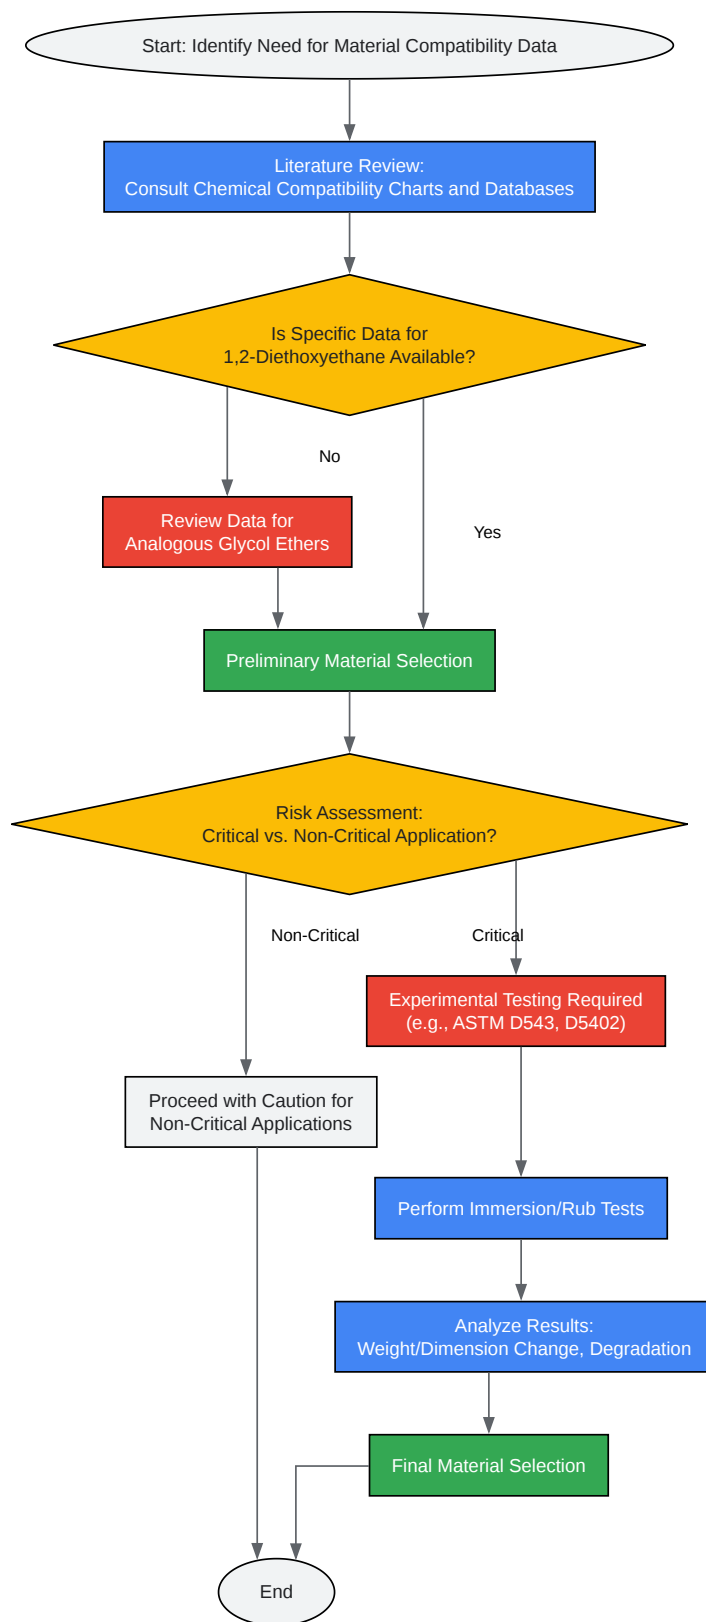 Start: Identify Need for Material Compatibility Data
Literature Review:
Consult Chemical Compatibility Charts and Databases
Is Specific Data for
1,2-Diethoxyethane Available?
No
Review Data for
Analogous Glycol Ethers
Yes
Preliminary Material Selection
Risk Assessment:
Critical vs. Non-Critical Application?
Non-Critical
Critical
Experimental Testing Required
(e.g., ASTM D543, D5402)
Proceed with Caution for
Non-Critical Applications
Perform Immersion/Rub Tests
Analyze Results:
Weight/Dimension Change, Degradation
Final Material Selection
End